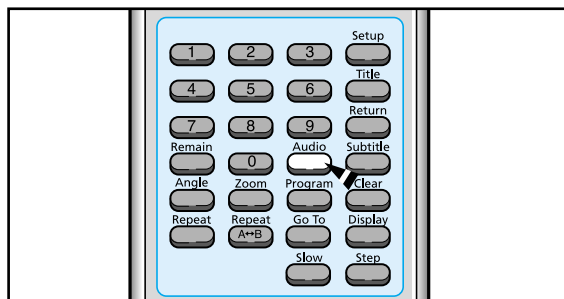 Setup
1 2 3
Title
4 5 6
Return
7 8 9
Remain Audio Subtitle
0
Angle Zoom Program Clear
Repeat Repeat Go To Display
A↔B
Slow Step